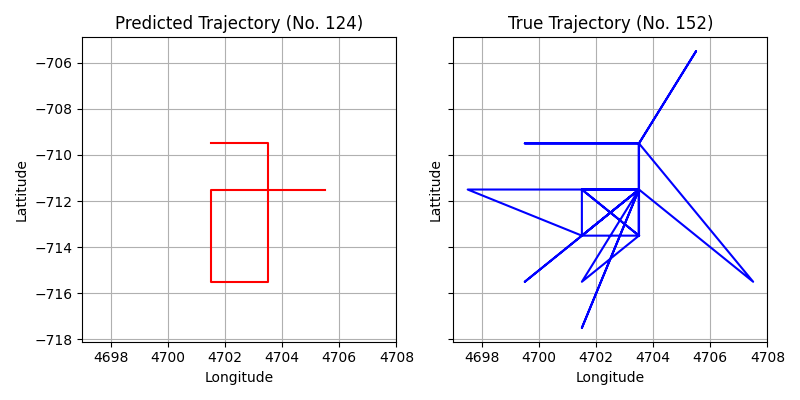 Predicted Trajectory (No. 124)
True Trajectory (No. 152)
Lattitude
−706
−708
−710
−712
−714
−716
−718
4698 4700 4702 4704 4706 4708
Longitude
Lattitude
4698 4700 4702 4704 4706 4708
Longitude